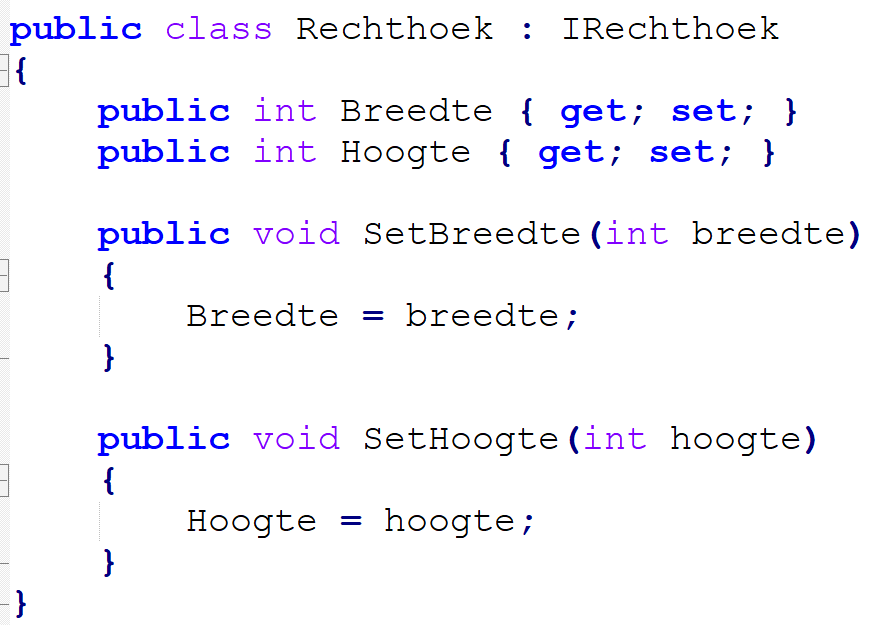 public class Rechthoek : IRechthoek
{
    public int Breedte { get; set; }
    public int Hoogte { get; set; }

    public void SetBreedte(int breedte)
    {
        Breedte = breedte;
    }

    public void SetHoogte(int hoogte)
    {
        Hoogte = hoogte;
    }
}